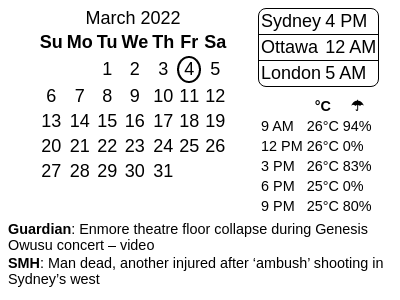 March 2022
Su Mo Tu We Th Fr Sa
1 2 3 4 5
6 7 8 9 10 11 12
13 14 15 16 17 18 19
20 21 22 23 24 25 26
27 28 29 30 31
Sydney 4 PM
Ottawa 12 AM
London 5 AM
°C ☂
9 AM 26°C 94%
12 PM 26°C 0%
3 PM 26°C 83%
6 PM 25°C 0%
9 PM 25°C 80%
Guardian: Enmore theatre floor collapse during Genesis
Owusu concert – video
SMH: Man dead, another injured after ‘ambush’ shooting in
Sydney’s west